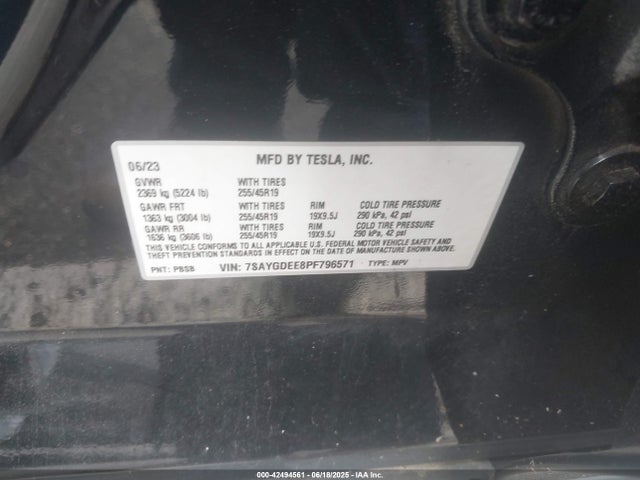 06/23 MFD BY TESLA, INC.
GVWR WITH TIRES
2369 kg (5224 lb) 255/45R19
GAWR FRT WITH TIRES RIM COLD TIRE PRESSURE
1363 kg (3004 lb) 255/45R19 19X9.5J 290 kPa, 42 psi
GAWR RR WITH TIRES RIM COLD TIRE PRESSURE
1636 kg (3606 lb) 255/45R19 19X9.5J 290 kPa, 42 psi
THIS VEHICLE CONFORMS TO ALL APPLICABLE U.S. FEDERAL MOTOR VEHICLE SAFETY AND
THEFT PREVENTION STANDARDS IN EFFECT ON THE DATE OF MANUFACTURE SHOWN ABOVE.
PNT: PBSB VIN: 7SAYGDEE8PF796571 TYPE: MPV
000-42494561 - 06/18/2025 - IAA Inc.